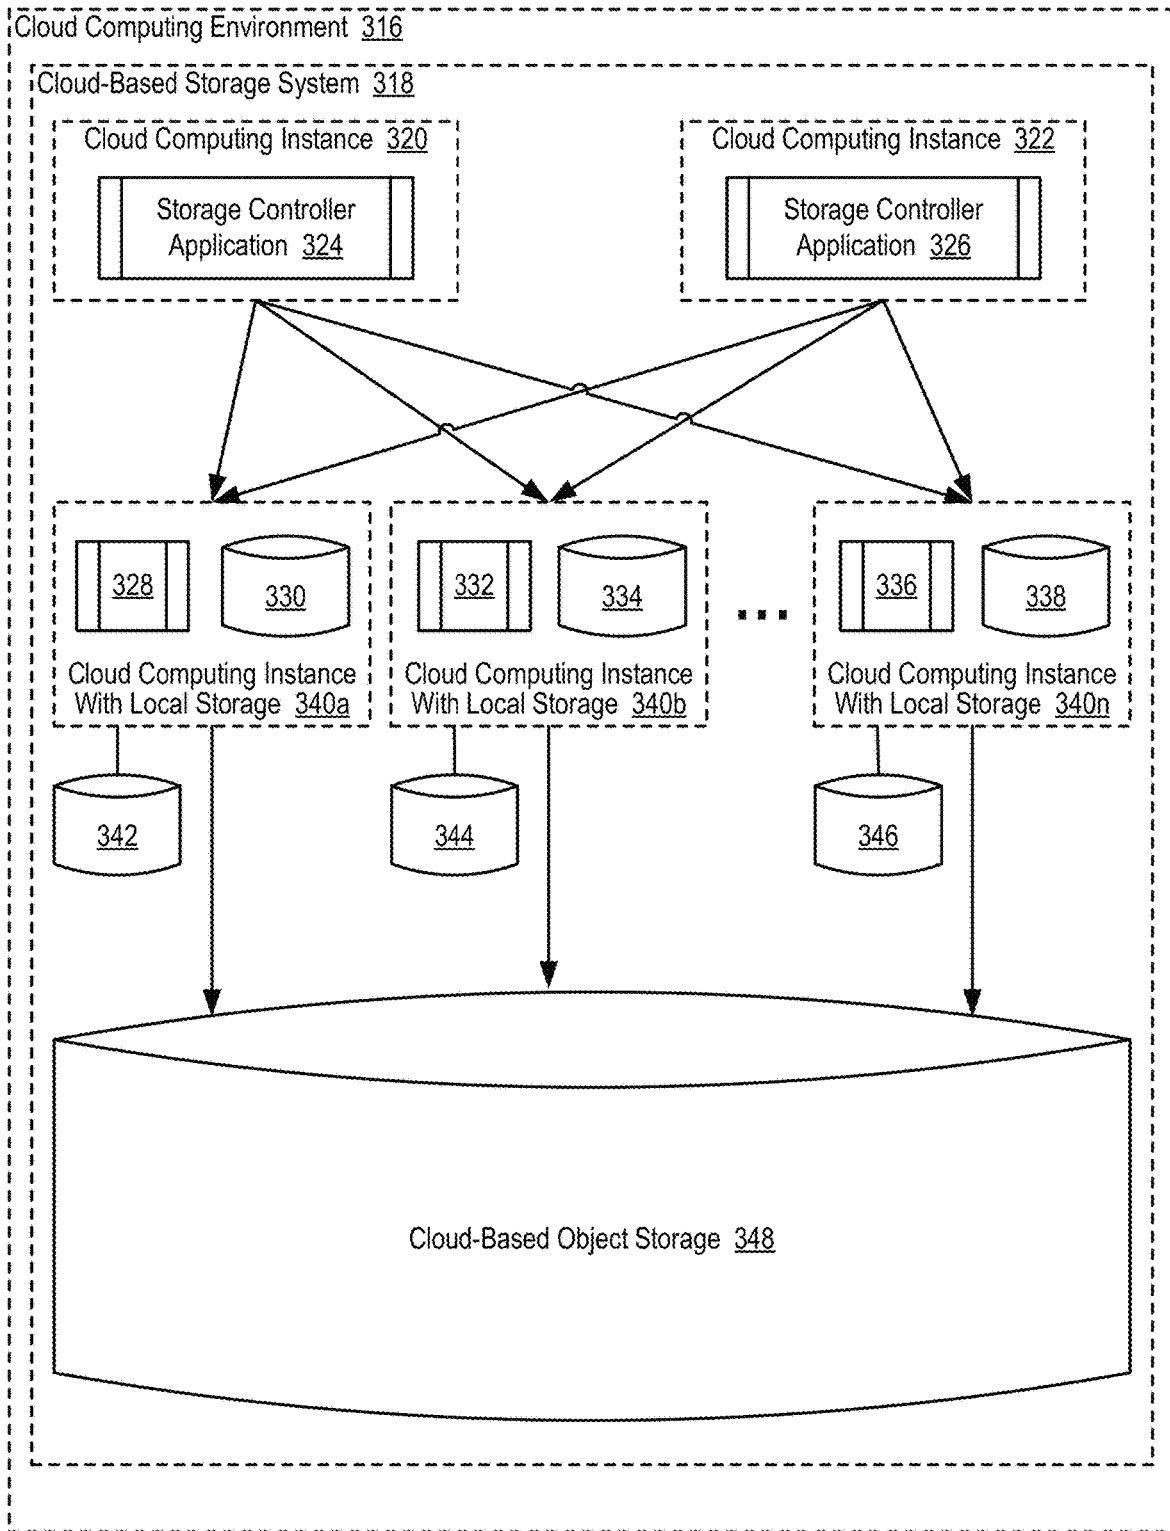 Cloud Computing Environment 316
Cloud-Based Storage System 318
Cloud Computing Instance 320
Storage Controller
Application 324
Cloud Computing Instance 322
Storage Controller
Application 326
328
330
Cloud Computing Instance
With Local Storage 340a
332
334
Cloud Computing Instance
With Local Storage 340b
...
336
338
Cloud Computing Instance
With Local Storage 340n
342
344
346
Cloud-Based Object Storage 348